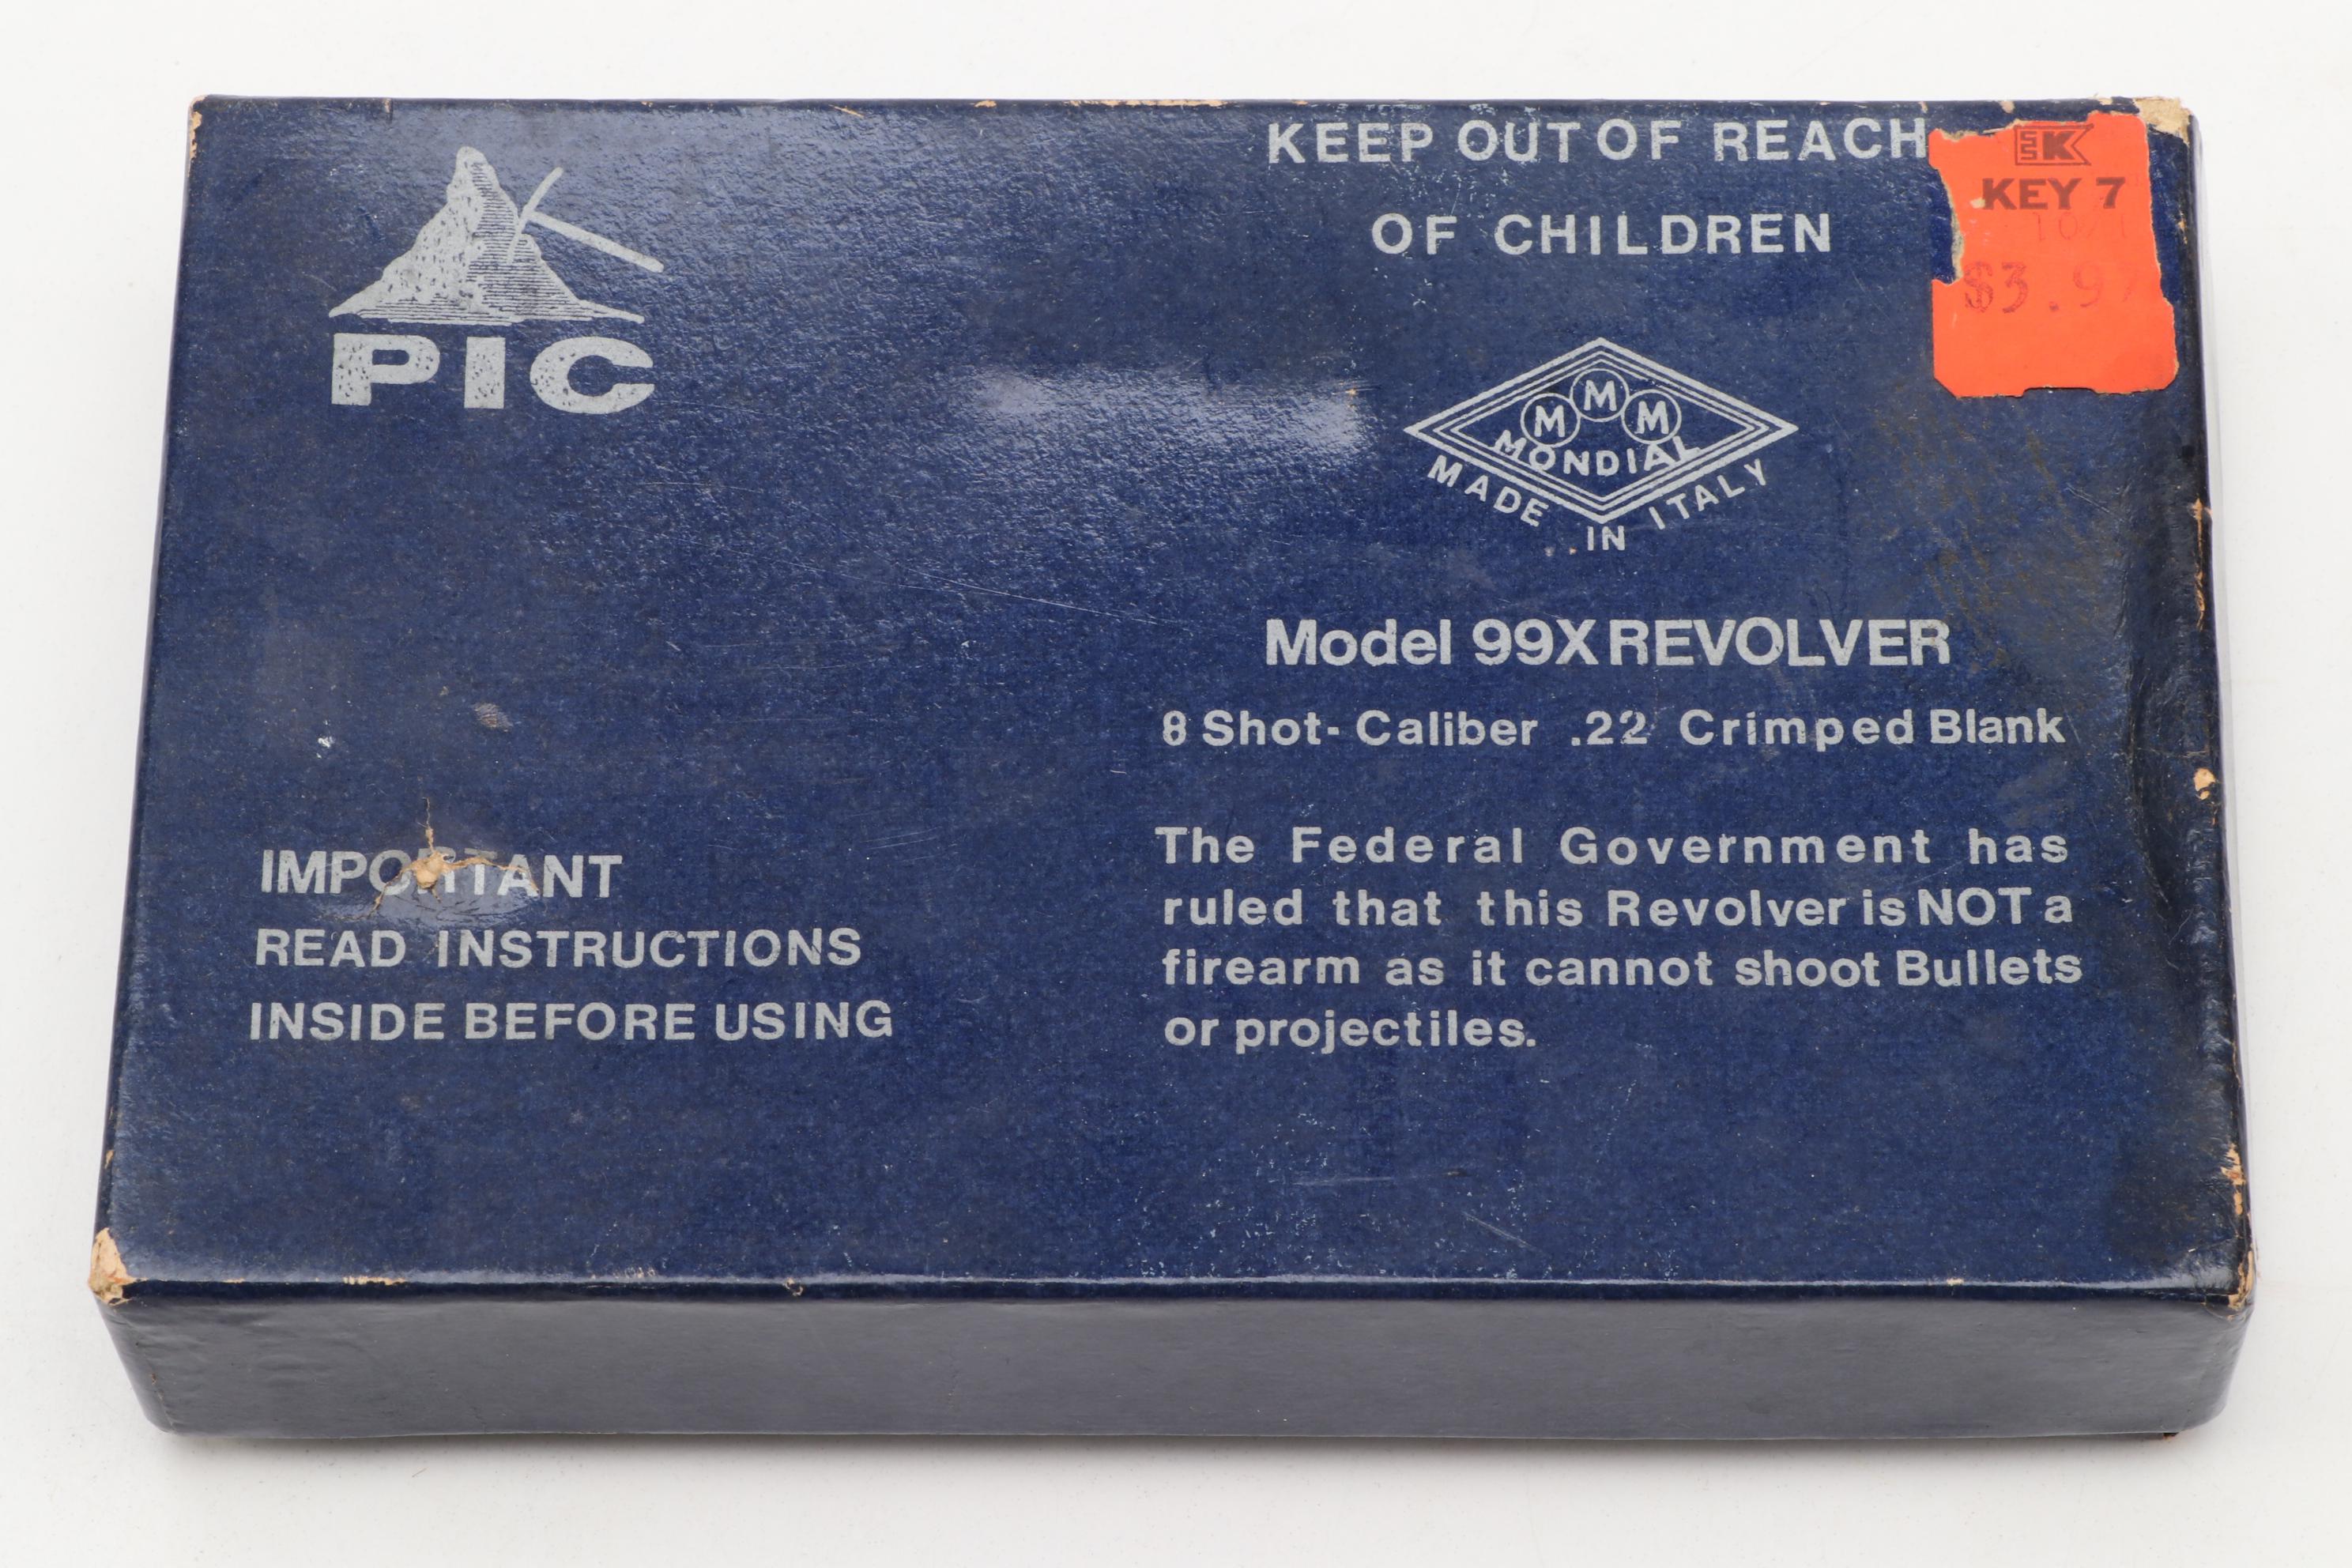 PIC
KEEP OUT OF REACH
OF CHILDREN
K
KEY 7
$3.97
M M M
MONDIAL
MADE IN ITALY
Model 99X REVOLVER
8 Shot- Caliber .22 Crimped Blank
The Federal Government has
ruled that this Revolver is NOT a
firearm as it cannot shoot Bullets
or projectiles.
IMPORTANT
READ INSTRUCTIONS
INSIDE BEFORE USING